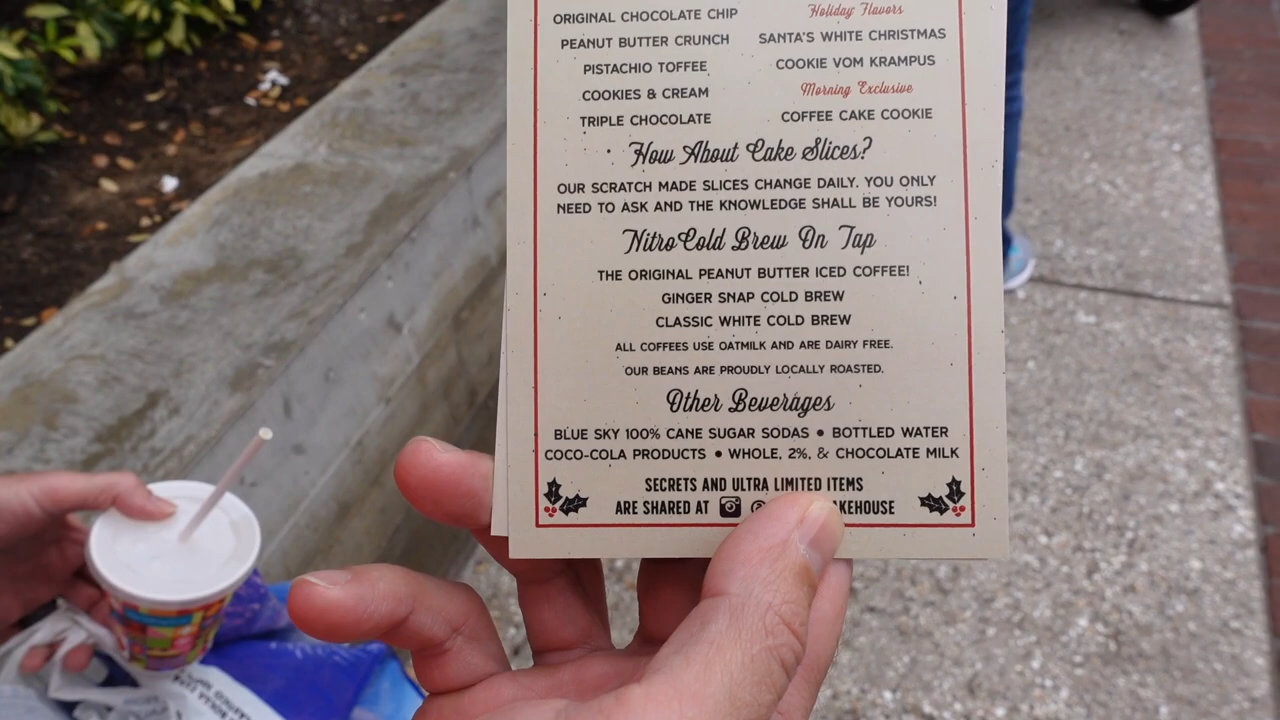 ORIGINAL CHOCOLATE CHIP
PEANUT BUTTER CRUNCH
PISTACHIO TOFFEE
COOKIES & CREAM
TRIPLE CHOCOLATE
Holiday Flavors
SANTA'S WHITE CHRISTMAS
COOKIE VOM KRAMPUS
Morning Exclusive
COFFEE CAKE COOKIE
How About Cake Slices?
OUR SCRATCH MADE SLICES CHANGE DAILY. YOU ONLY
NEED TO ASK AND THE KNOWLEDGE SHALL BE YOURS!
Nitro Cold Brew On Tap
THE ORIGINAL PEANUT BUTTER ICED COFFEE!
GINGER SNAP COLD BREW
CLASSIC WHITE COLD BREW
ALL COFFEES USE OATMILK AND ARE DAIRY FREE.
OUR BEANS ARE PROUDLY LOCALLY ROASTED.
Other Beverages
BLUE SKY 100% CANE SUGAR SODAS • BOTTLED WATER
COCO-COLA PRODUCTS • WHOLE, 2%, & CHOCOLATE MILK
SECRETS AND ULTRA LIMITED ITEMS
ARE SHARED AT @ KEHOUSE